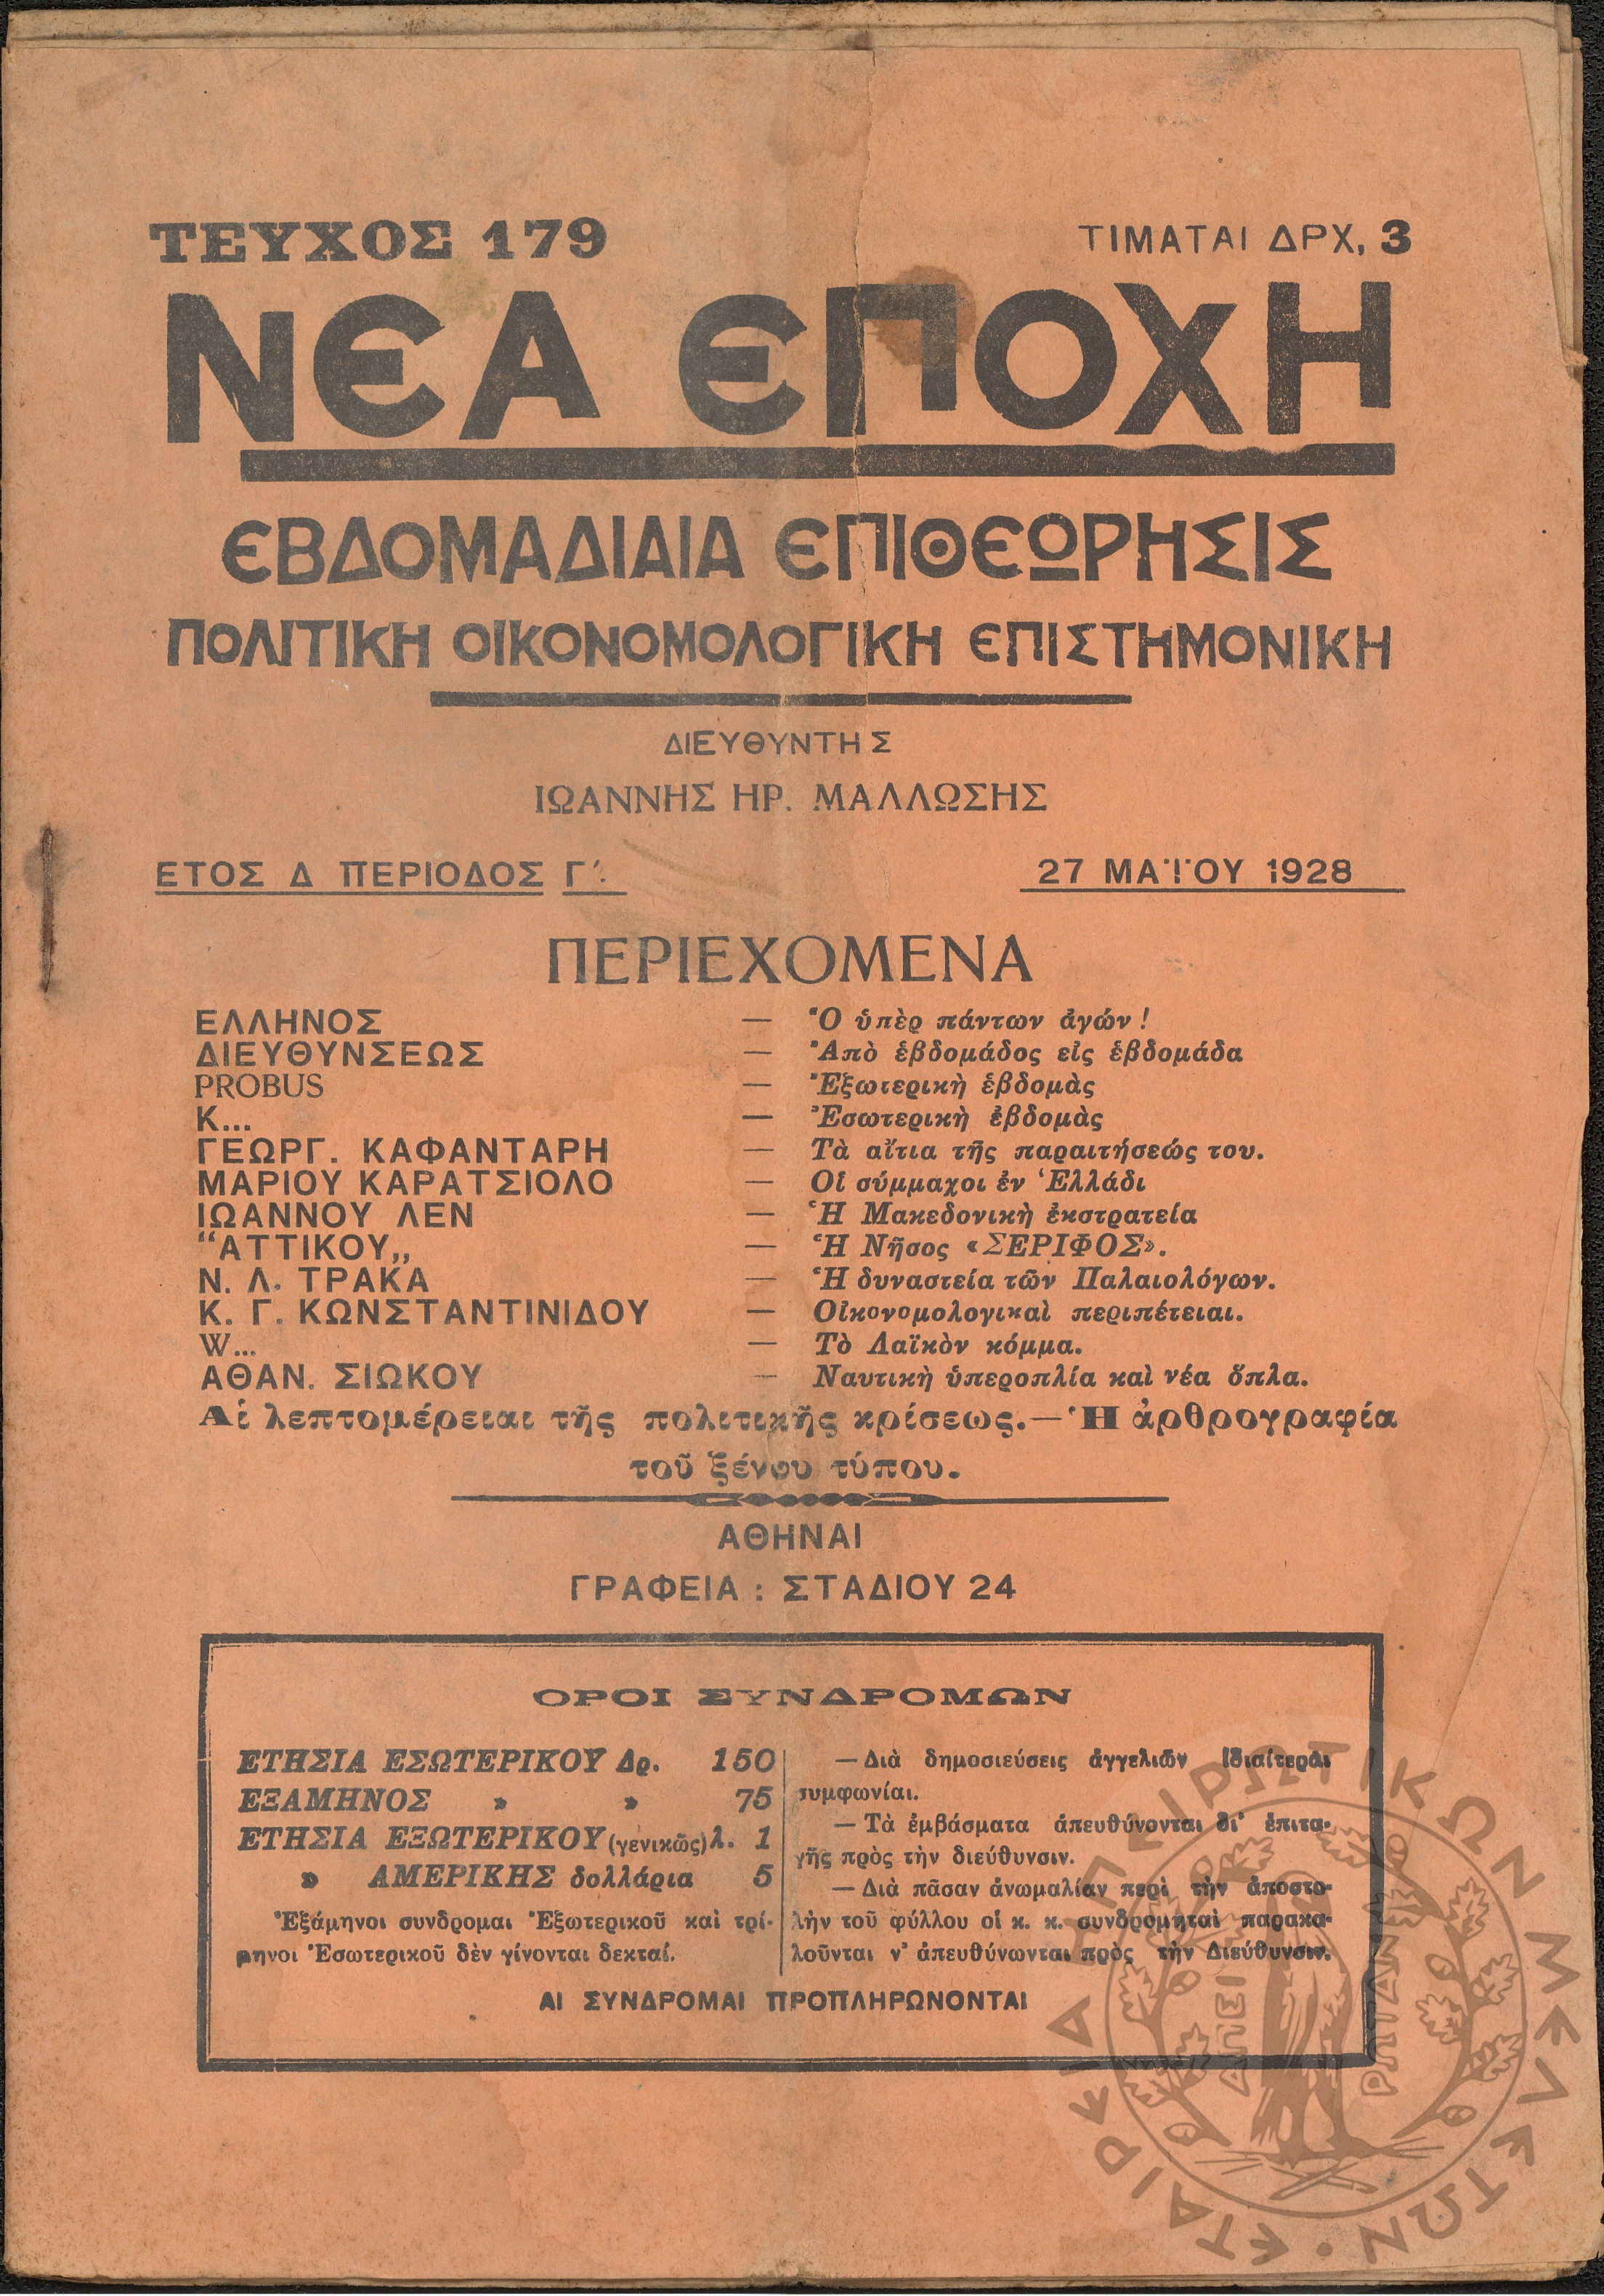 ΤΕΥΧΟΣ 179
ΤΙΜΑΤΑΙ ΔΡΧ, 3
ΝΕΑ ΕΠΟΧΗ
ΕΒΔΟΜΑΔΙΑΙΑ ΕΠΙΘΕΩΡΗΣΙΣ
ΠΟΛΙΤΙΚΗ ΟΙΚΟΝΟΜΟΛΟΓΙΚΗ ΕΠΙΣΤΗΜΟΝΙΚΗ
ΔΙΕΥΘΥΝΤΗΣ
ΙΩΑΝΝΗΣ ΗΡ. ΜΑΛΛΩΣΗΣ
ΕΤΟΣ Δ ΠΕΡΙΟΔΟΣ Γ΄.
27 ΜΑΪΟΥ 1928
ΠΕΡΙΕΧΟΜΕΝΑ
ΕΛΛΗΝΟΣ — Ὁ ὑπὲρ πάντων ἀγών!
ΔΙΕΥΘΥΝΣΕΩΣ — Ἀπὸ ἑβδομάδος εἰς ἑβδομάδα
PROBUS — Ἐξωτερικὴ ἑβδομὰς
Κ... — Ἐσωτερικὴ ἑβδομὰς
ΓΕΩΡΓ. ΚΑΦΑΝΤΑΡΗ — Τὰ αἴτια τῆς παραιτήσεώς του.
ΜΑΡΙΟΥ ΚΑΡΑΤΣΙΟΛΟ — Οἱ σύμμαχοι ἐν Ἑλλάδι
ΙΩΑΝΝΟΥ ΛΕΝ — Ἡ Μακεδονικὴ ἐκστρατεία
“ΑΤΤΙΚΟΥ„ — Ἡ Νῆσος «ΣΕΡΙΦΟΣ».
Ν. Λ. ΤΡΑΚΑ — Ἡ δυναστεία τῶν Παλαιολόγων.
Κ. Γ. ΚΩΝΣΤΑΝΤΙΝΙΔΟΥ — Οἰκονομολογικαὶ περιπέτειαι.
W... — Τὸ Λαϊκὸν κόμμα.
ΑΘΑΝ. ΣΙΩΚΟΥ — Ναυτικὴ ὑπεροπλία καὶ νέα ὅπλα.
Αἱ λεπτομέρειαι τῆς πολιτικῆς κρίσεως.—Ἡ ἀρθρογραφία
τοῦ ξένου τύπου.
ΑΘΗΝΑΙ
ΓΡΑΦΕΙΑ : ΣΤΑΔΙΟΥ 24
ΟΡΟΙ ΣΥΝΔΡΟΜΩΝ
ΕΤΗΣΙΑ ΕΣΩΤΕΡΙΚΟΥ Δρ. 150
ΕΞΑΜΗΝΟΣ » » 75
ΕΤΗΣΙΑ ΕΞΩΤΕΡΙΚΟΥ (γενικῶς) λ. 1
» ΑΜΕΡΙΚΗΣ δολλάρια 5
Ἑξάμηνοι συνδρομαι Ἐξωτερικοῦ καὶ τρί-
μηνοι Ἐσωτερικοῦ δὲν γίνονται δεκταί.
— Διὰ δημοσιεύσεις ἀγγελιῶν ἰδιαίτεραι
συμφωνίαι.
— Τὰ ἐμβάσματα ἀπευθύνονται δι' ἐπιτα-
γῆς πρὸς τὴν διεύθυνσιν.
— Διὰ πᾶσαν ἀνωμαλίαν περὶ τὴν ἀποστο-
λὴν τοῦ φύλλου οἱ κ. κ. συνδρομηταὶ παρακα-
λοῦνται ν' ἀπευθύνωνται πρὸς τὴν Διεύθυνσιν.
ΑΙ ΣΥΝΔΡΟΜΑΙ ΠΡΟΠΛΗΡΩΝΟΝΤΑΙ
ΕΤΑΙΡΕΙΑ ΗΠΕΙΡΩΤΙΚΩΝ ΜΕΛΕΤΩΝ
ΑΠΕΙΡΩΤΑΝ